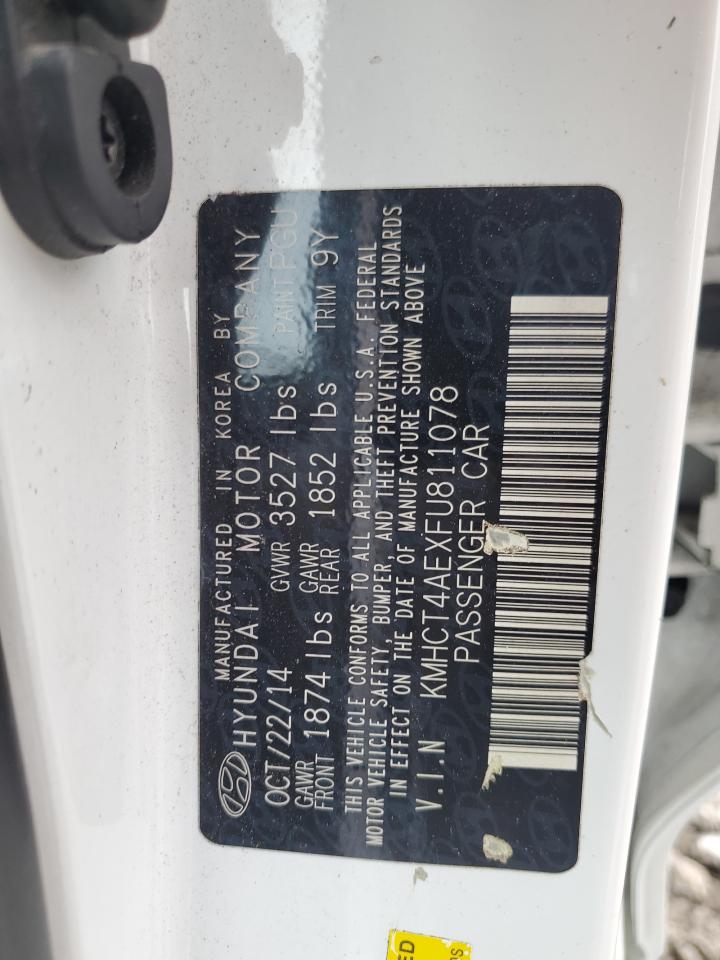 MANUFACTURED IN KOREA BY
HYUNDAI MOTOR COMPANY
OCT/22/14 GVWR 3527 lbs PAINT PGU
GAWR FRONT 1874 lbs GAWR REAR 1852 lbs TRIM 9Y
THIS VEHICLE CONFORMS TO ALL APPLICABLE U.S.A. FEDERAL
MOTOR VEHICLE SAFETY, BUMPER, AND THEFT PREVENTION STANDARDS
IN EFFECT ON THE DATE OF MANUFACTURE SHOWN ABOVE
V.I.N KMHCT4AEXFU811078
PASSENGER CAR